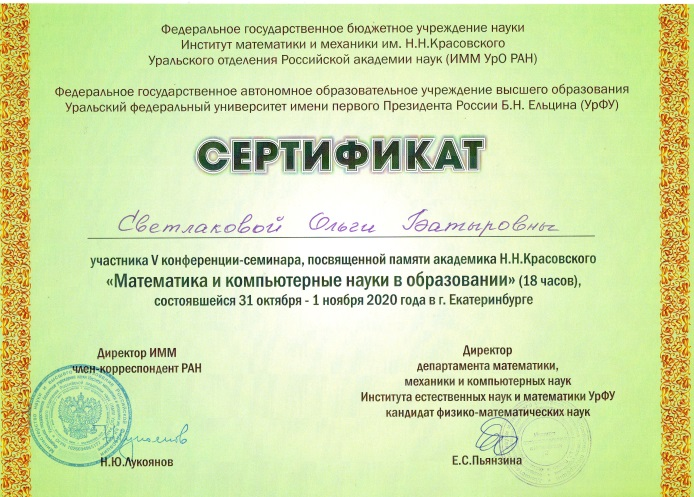 Федеральное государственное бюджетное учреждение науки
Институт математики и механики им. Н.Н.Красовского
Уральского отделения Российской академии наук (ИММ УрО РАН)
Федеральное государственное автономное образовательное учреждение высшего образования
Уральский федеральный университет имени первого Президента России Б.Н. Ельцина (УрФУ)
СЕРТИФИКАТ
Светлаковой Ольги Батыровны
участника V конференции-семинара, посвященной памяти академика Н.Н.Красовского
«Математика и компьютерные науки в образовании» (18 часов),
состоявшейся 31 октября - 1 ноября 2020 года в г. Екатеринбурге
Директор ИММ
член-корреспондент РАН
Н.Ю.Лукоянов
Директор
департамента математики,
механики и компьютерных наук
Института естественных наук и математики УрФУ
кандидат физико-математических наук
Е.С.Пьянзина